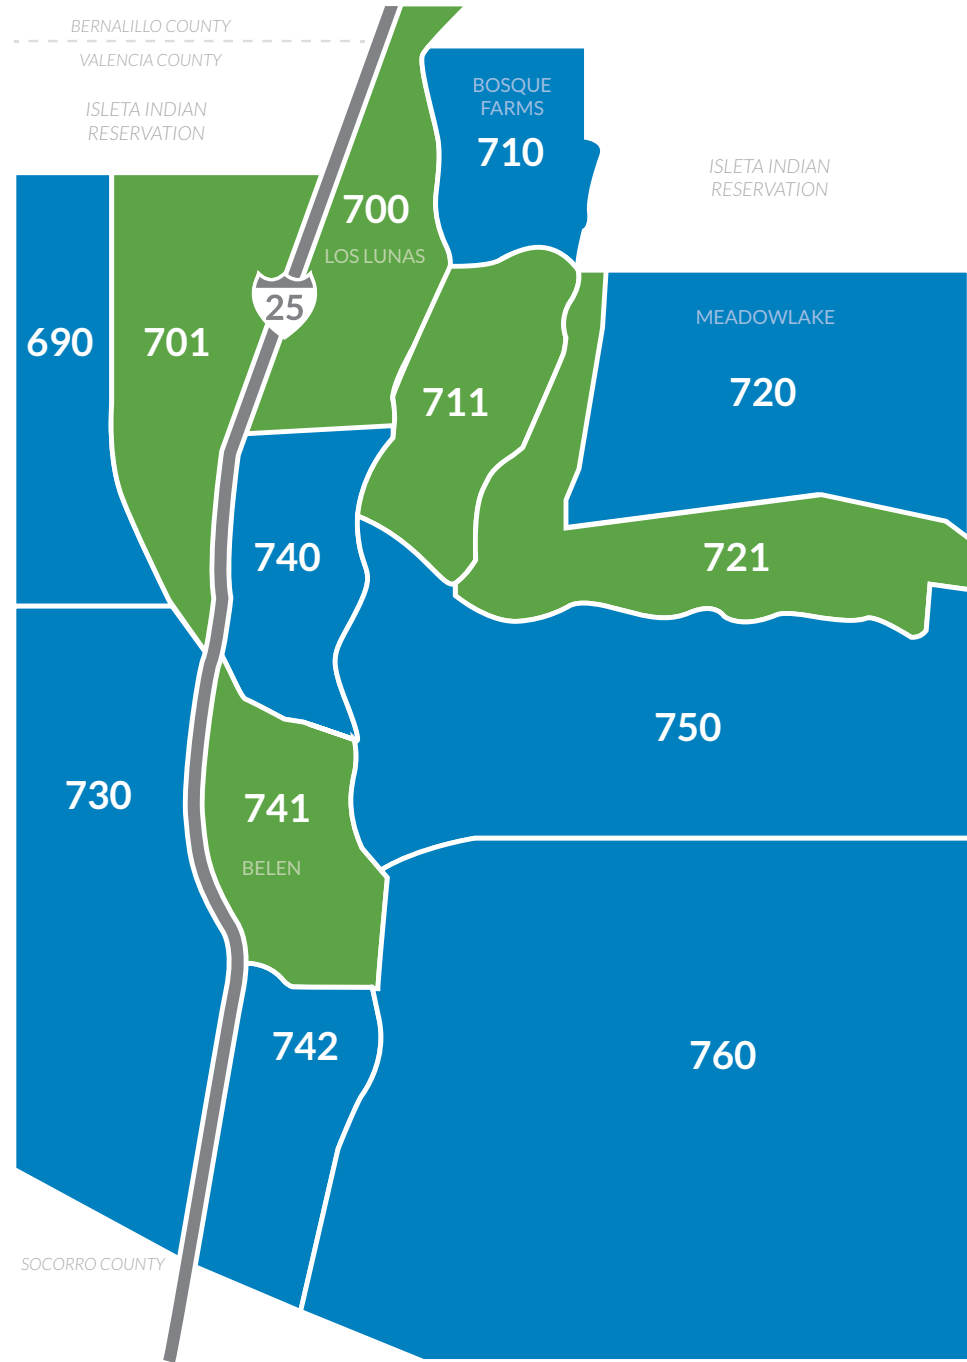 BERNALILLO COUNTY
VALENCIA COUNTY
ISLETA INDIAN
RESERVATION
BOSQUE
FARMS
710
ISLETA INDIAN
RESERVATION
700
LOS LUNAS
25
MEADOWLAKE
690
701
720
711
740
721
750
730
741
BELEN
742
760
SOCORRO COUNTY